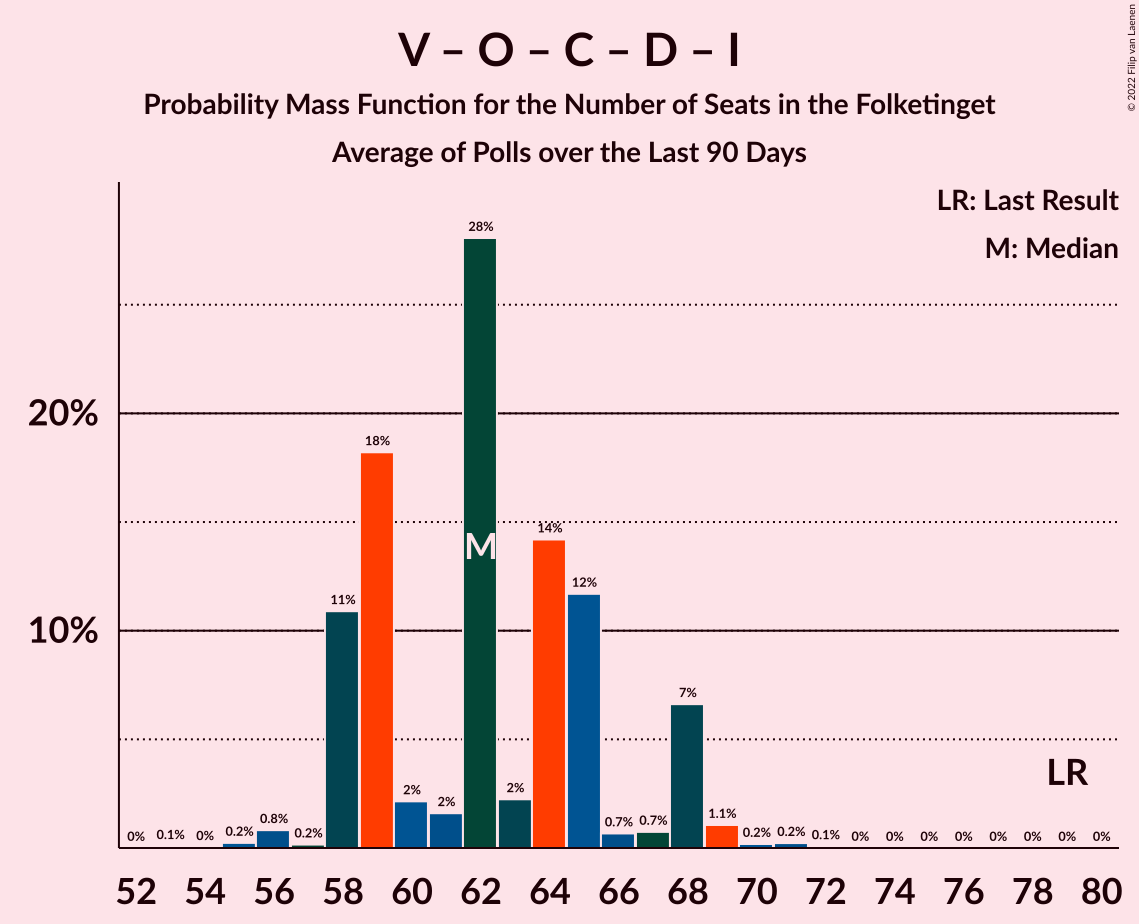 V – O – C – D – I
Probability Mass Function for the Number of Seats in the Folketinget
Average of Polls over the Last 90 Days
© 2022 Filip van Laenen
LR: Last Result
M: Median
28%
20%
18%
14%
M
12%
11%
10%
7%
LR
2% 2% 2%
0% 0.1% 0% 0.2% 0.8% 0.2% 0.7% 0.7% 1.1% 0.2% 0.2% 0.1% 0% 0% 0% 0% 0% 0% 0% 0%
52 54 56 58 60 62 64 66 68 70 72 74 76 78 80